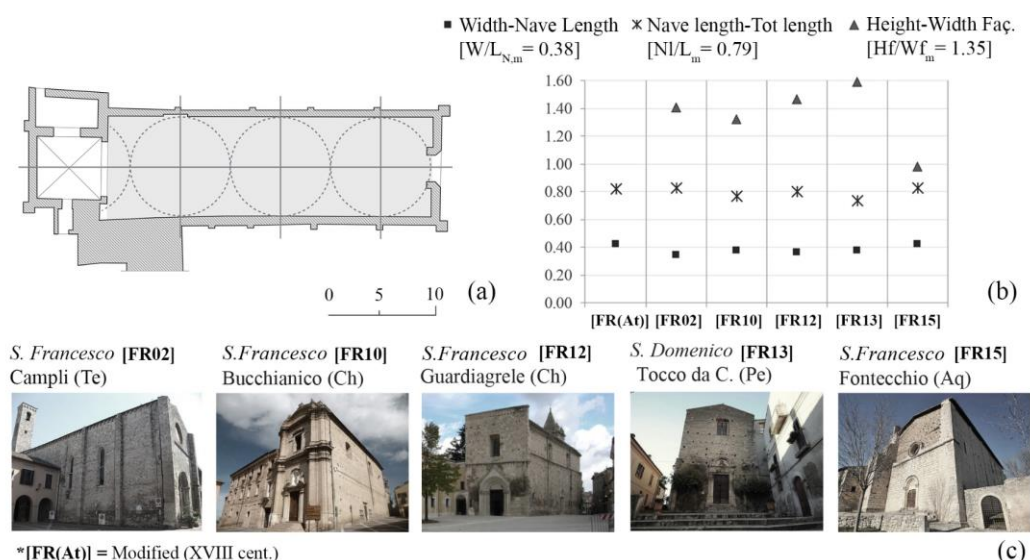 ■ Width-Nave Length ⁎ Nave length-Tot length ▲ Height-Width Faç.
[W/L_{N,m}= 0.38] [Nl/L_m= 0.79] [Hf/Wf_m= 1.35]
1.60
1.40
1.20
1.00
0.80
0.60
0.40
0.20
0.00
[FR(At)] [FR02] [FR10] [FR12] [FR13] [FR15]
0 5 10
(a)
(b)
S. Francesco [FR02]
Campli (Te)
S.Francesco [FR10]
Bucchianico (Ch)
S.Francesco [FR12]
Guardiagrele (Ch)
S. Domenico [FR13]
Tocco da C. (Pe)
S.Francesco [FR15]
Fontecchio (Aq)
*[FR(At)] = Modified (XVIII cent.)
(c)